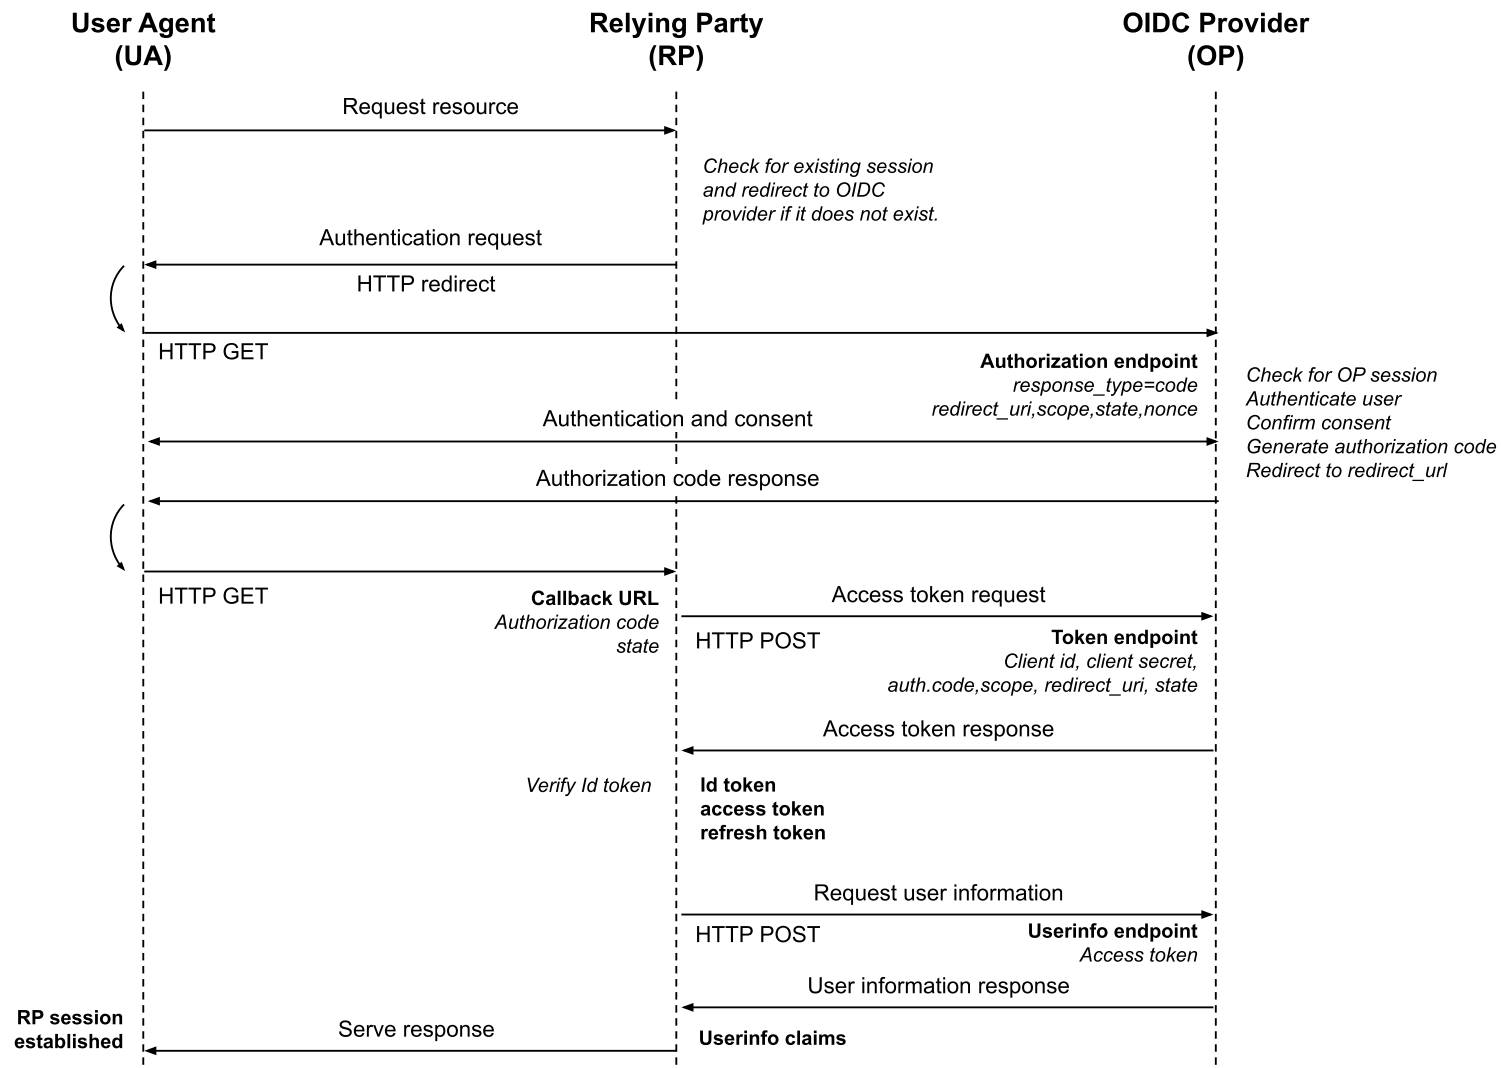 User Agent
(UA)
Relying Party
(RP)
OIDC Provider
(OP)
Request resource
Check for existing session
and redirect to OIDC
provider if it does not exist.
Authentication request
HTTP redirect
HTTP GET
Authorization endpoint
response_type=code
redirect_uri,scope,state,nonce
Check for OP session
Authenticate user
Confirm consent
Generate authorization code
Redirect to redirect_url
Authentication and consent
Authorization code response
HTTP GET
Callback URL
Authorization code
state
Access token request
HTTP POST
Token endpoint
Client id, client secret,
auth.code,scope, redirect_uri, state
Access token response
Verify Id token
Id token
access token
refresh token
Request user information
HTTP POST
Userinfo endpoint
Access token
User information response
RP session
established
Serve response
Userinfo claims